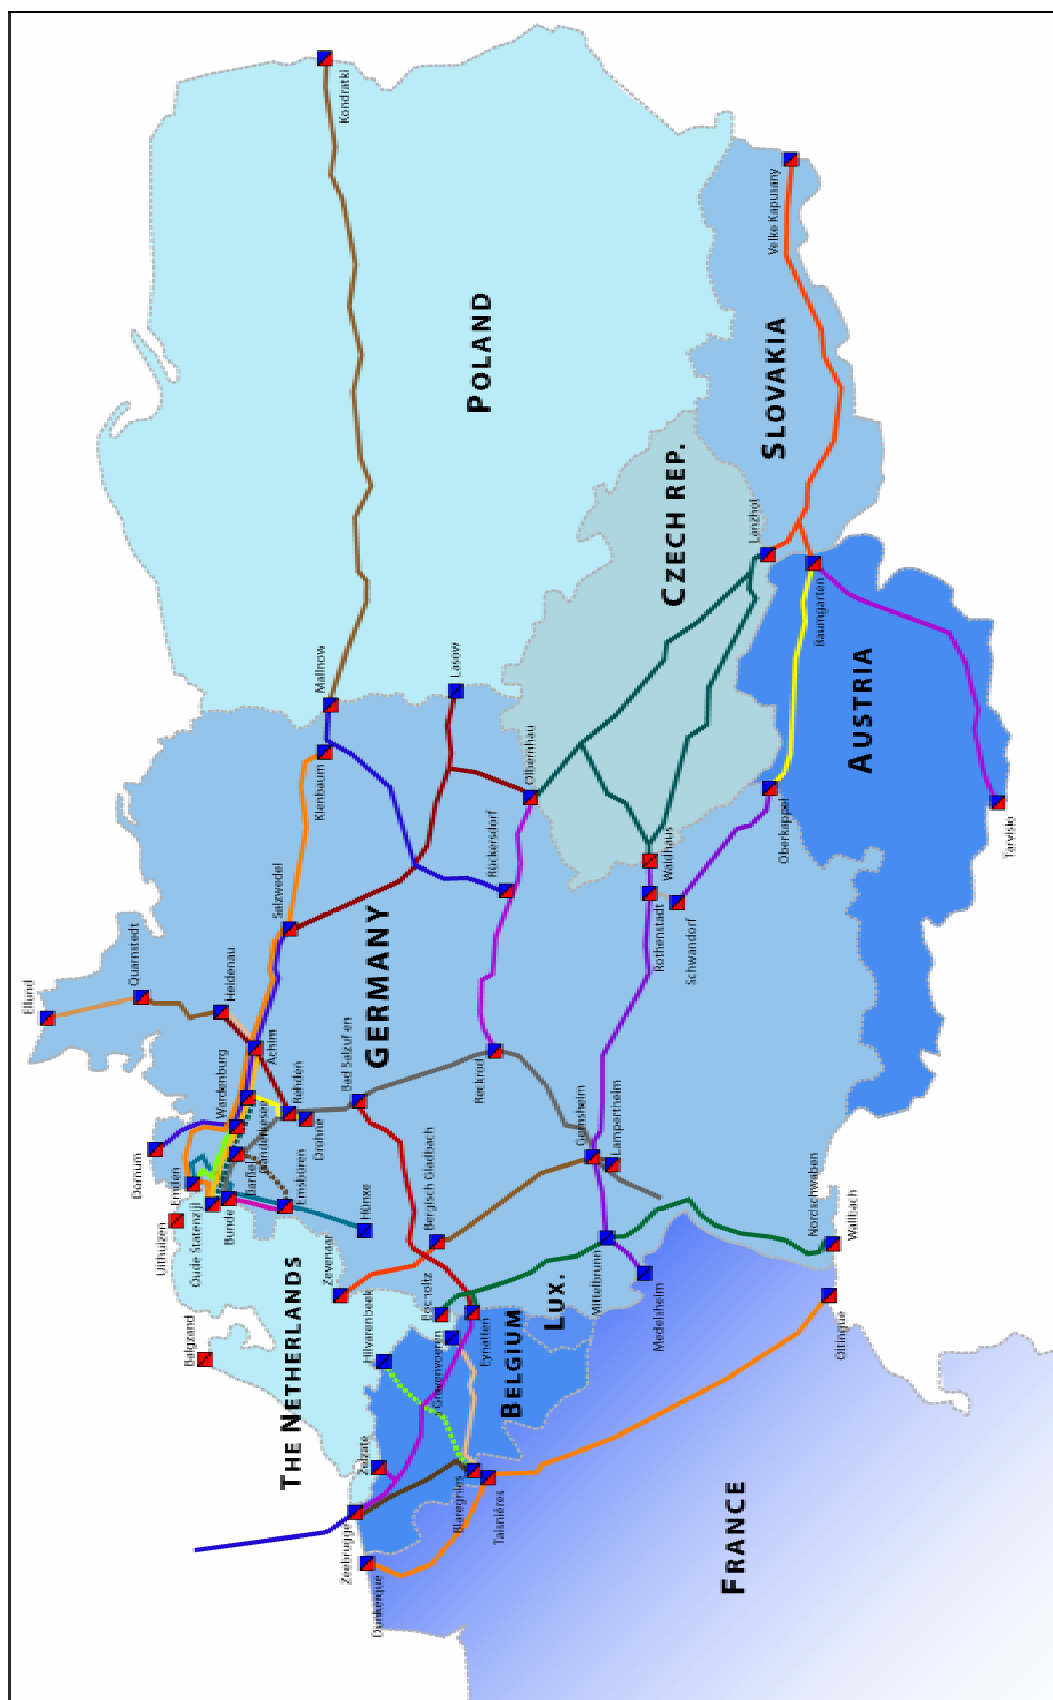 Ellund
Quarnstedt
Heidenau
Achim
Dornum
Wardenburg
Ganderkesee
Rehden
Drohne
Emden
Uithuizen
Oude Statenzijl
Bunde
Barßel
Emsbüren
Hünxe
Salzwedel
Kienbaum
Mallnow
Kondratki
Lasow
Olbernhau
Rückersdorf
GERMANY
POLAND
Bad Salzuflen
Reckrod
Bergisch Gladbach
Gernsheim
Lampertheim
Balgzand
THE NETHERLANDS
Zevenaar
Hilvarenbeek
Zelzate
Zeebrugge
Dunkerque
Bocholtz
's Gravenvoeren
Eynatten
BELGIUM
LUX.
Blaregnies
Taisnières
Mittelbrunn
Medelsheim
FRANCE
Oltingue
Nordschwaben
Wallbach
CZECH REP.
Waidhaus
Rothenstadt
Schwandorf
Lanzhot
SLOVAKIA
Velke Kapusany
Baumgarten
Oberkappel
AUSTRIA
Tarvisio